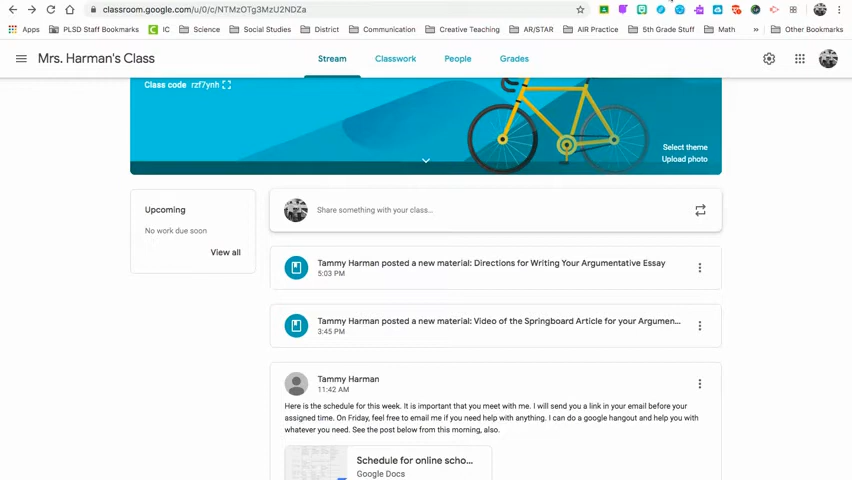 classroom.google.com/u/0/c/NTMzOTg3MzU2NDZa
Apps PLSD Staff Bookmarks IC Science Social Studies District Communication Creative Teaching AR/STAR AIR Practice 5th Grade Stuff Math » Other Bookmarks
Mrs. Harman's Class Stream Classwork People Grades
Class code rzf7ynh
Select theme
Upload photo
Upcoming
No work due soon
View all
Share something with your class...
Tammy Harman posted a new material: Directions for Writing Your Argumentative Essay
5:03 PM
Tammy Harman posted a new material: Video of the Springboard Article for your Argumen...
3:45 PM
Tammy Harman
11:42 AM
Here is the schedule for this week. It is important that you meet with me. I will send you a link in your email before your
assigned time. On Friday, feel free to email me if you need help with anything. I can do a google hangout and help you with
whatever you need. See the post below from this morning, also.
Schedule for online scho...
Google Docs